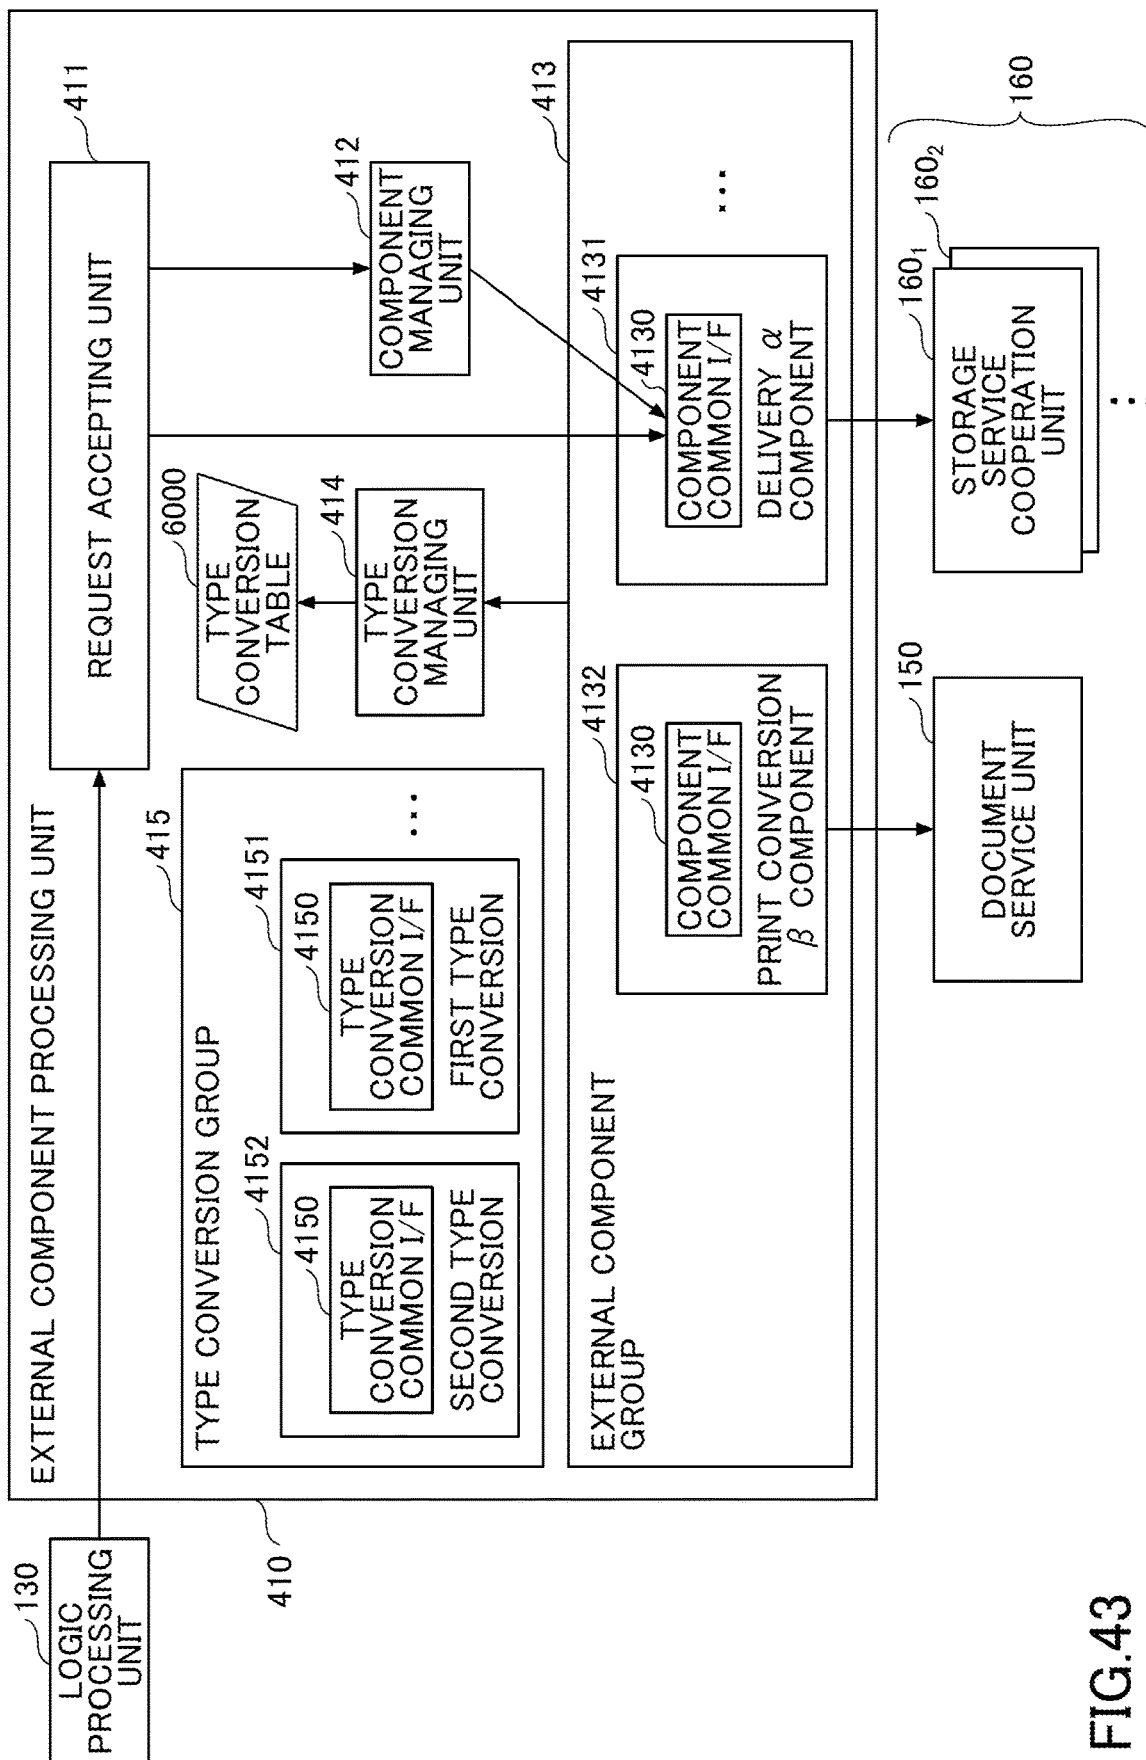 130
LOGIC
PROCESSING
UNIT
410
EXTERNAL COMPONENT PROCESSING UNIT
411
REQUEST ACCEPTING UNIT
415
TYPE CONVERSION GROUP
4152
4150
TYPE
CONVERSION
COMMON I/F
SECOND TYPE
CONVERSION
4151
4150
TYPE
CONVERSION
COMMON I/F
FIRST TYPE
CONVERSION
...
6000
TYPE
CONVERSION
TABLE
414
TYPE
CONVERSION
MANAGING
UNIT
412
COMPONENT
MANAGING
UNIT
413
EXTERNAL COMPONENT
GROUP
4132
4130
COMPONENT
COMMON I/F
PRINT CONVERSION
β COMPONENT
4131
4130
COMPONENT
COMMON I/F
DELIVERY α
COMPONENT
...
150
DOCUMENT
SERVICE UNIT
160
160₁
160₂
STORAGE
SERVICE
COOPERATION
UNIT
:
FIG.43